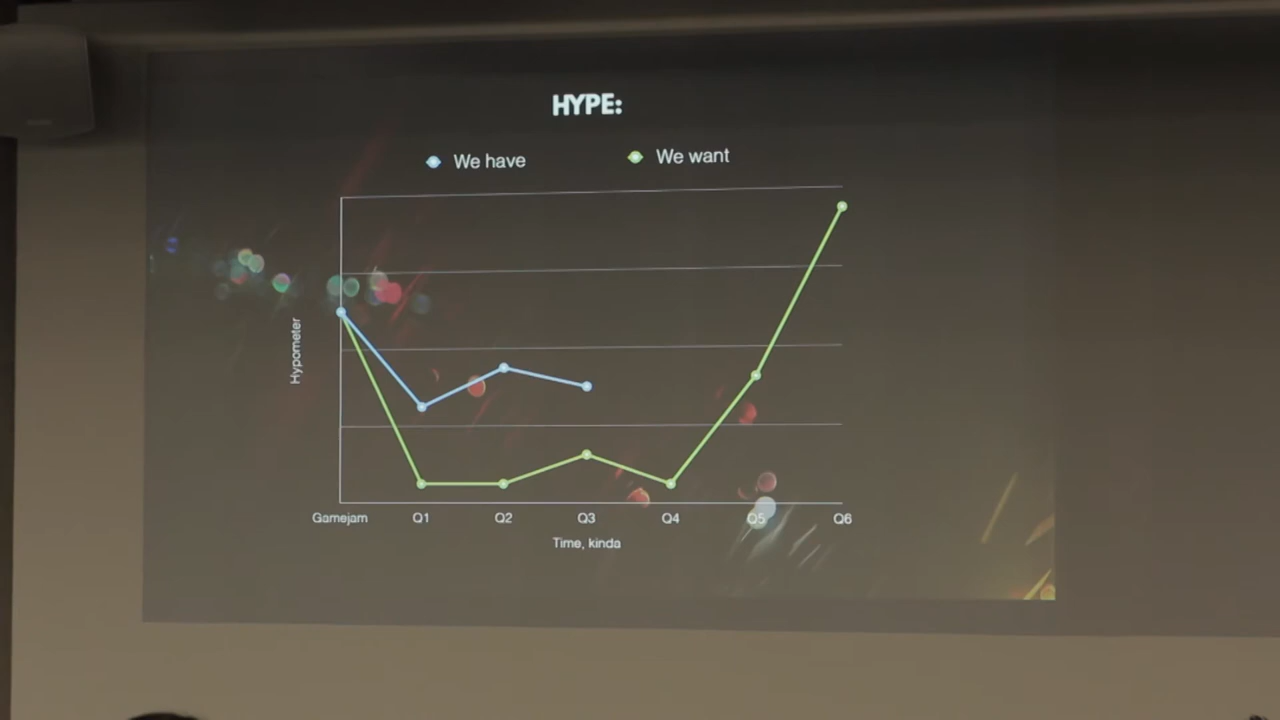 HYPE:
We have We want
Hypometer
Gamejam Q1 Q2 Q3 Q4 Q5 Q6
Time, kinda